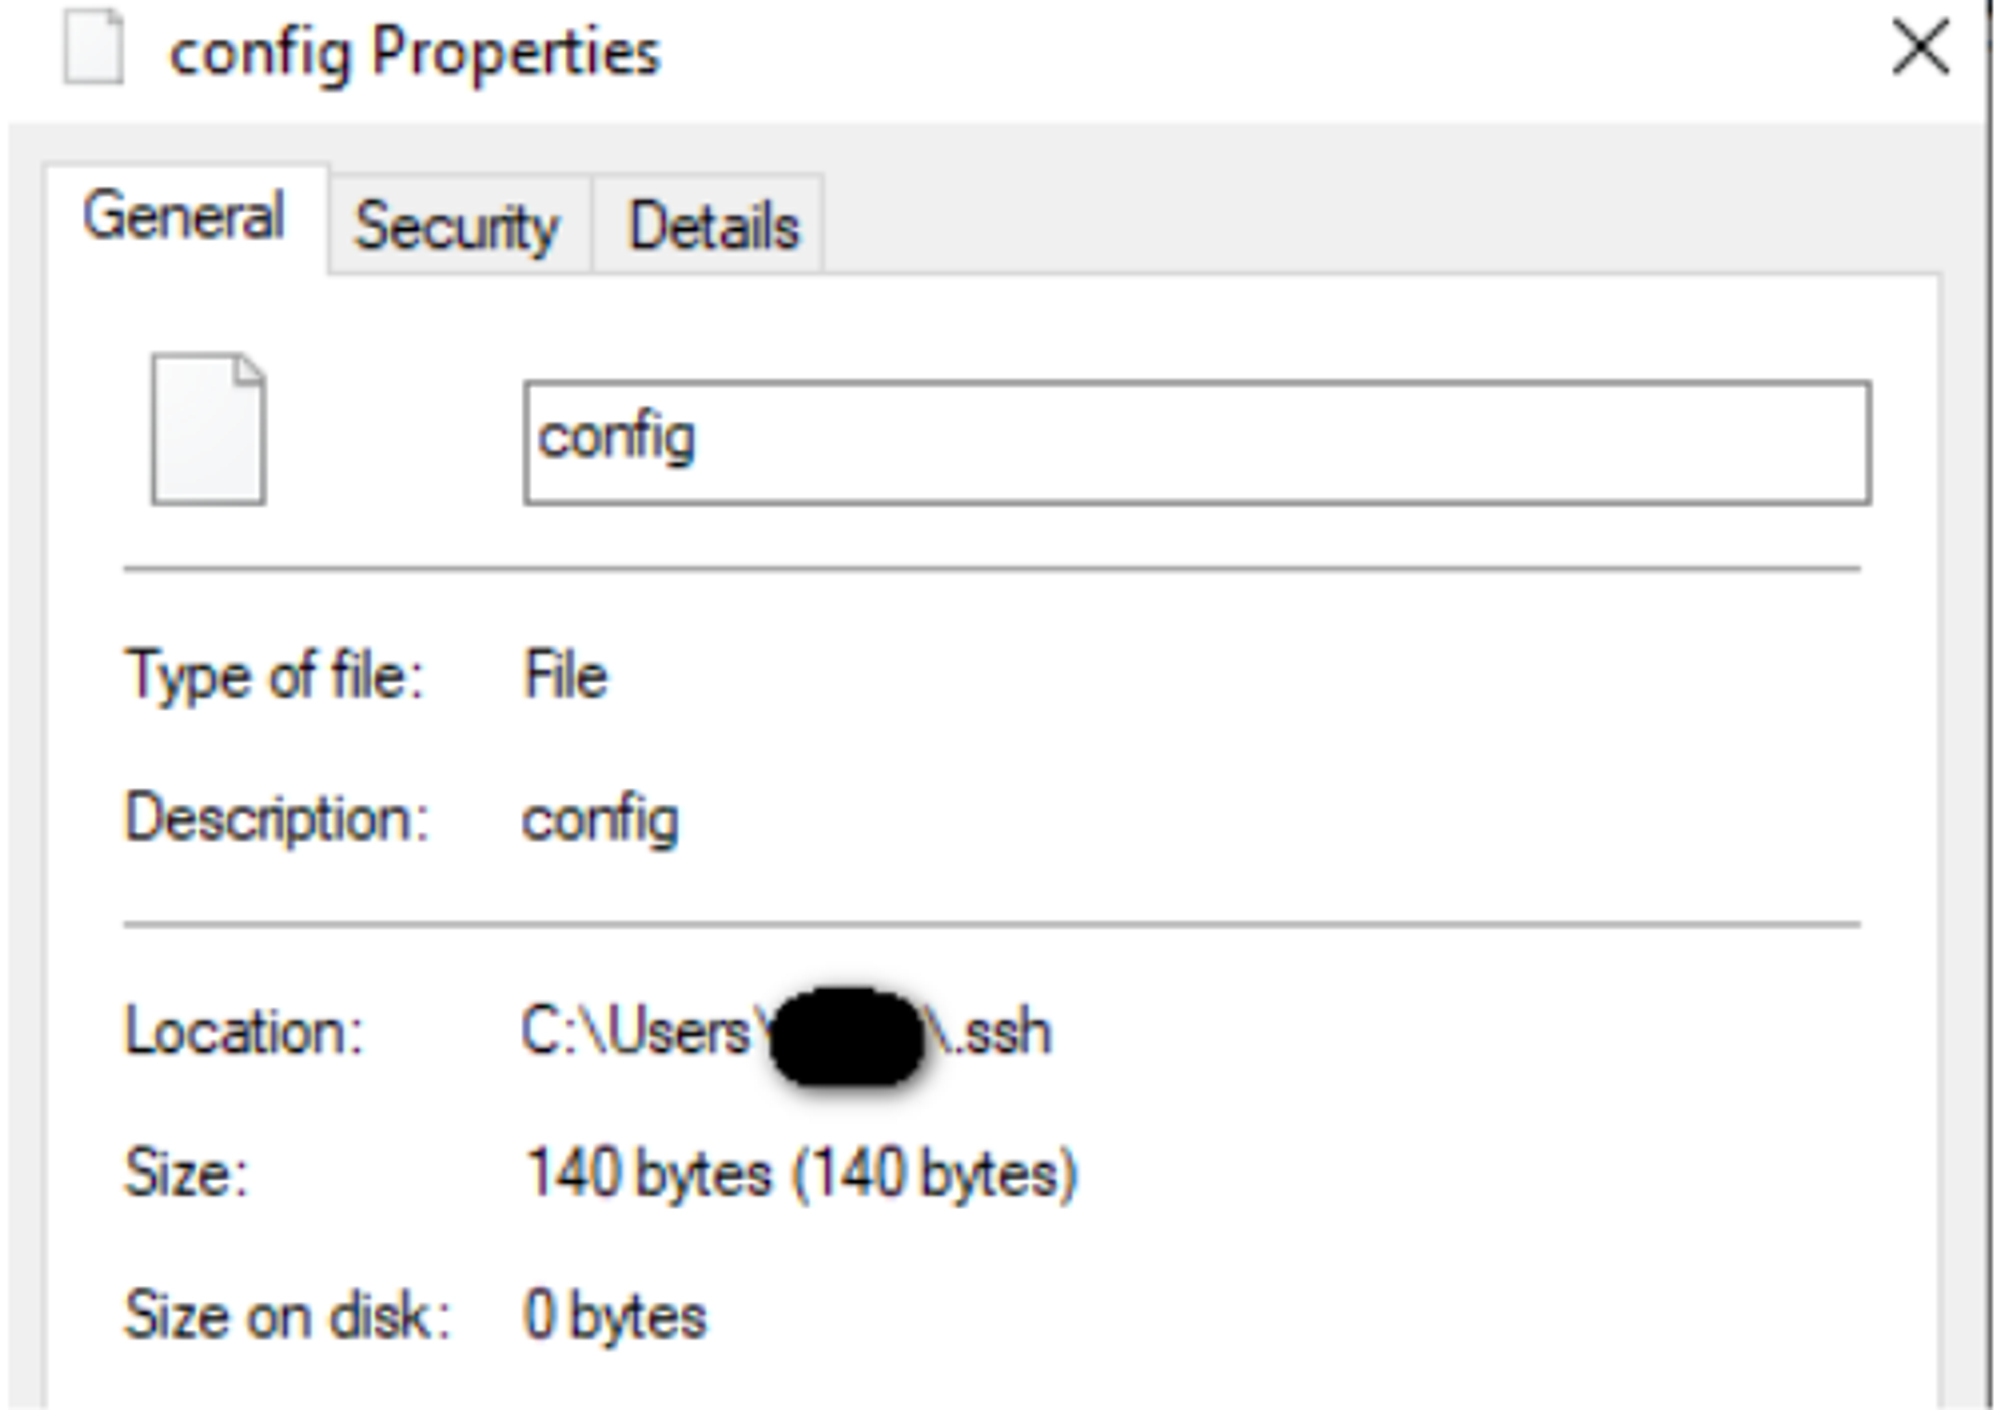 config Properties
General Security Details
config
Type of file: File
Description: config
Location: C:\Users\ \.ssh
Size: 140 bytes (140 bytes)
Size on disk: 0 bytes